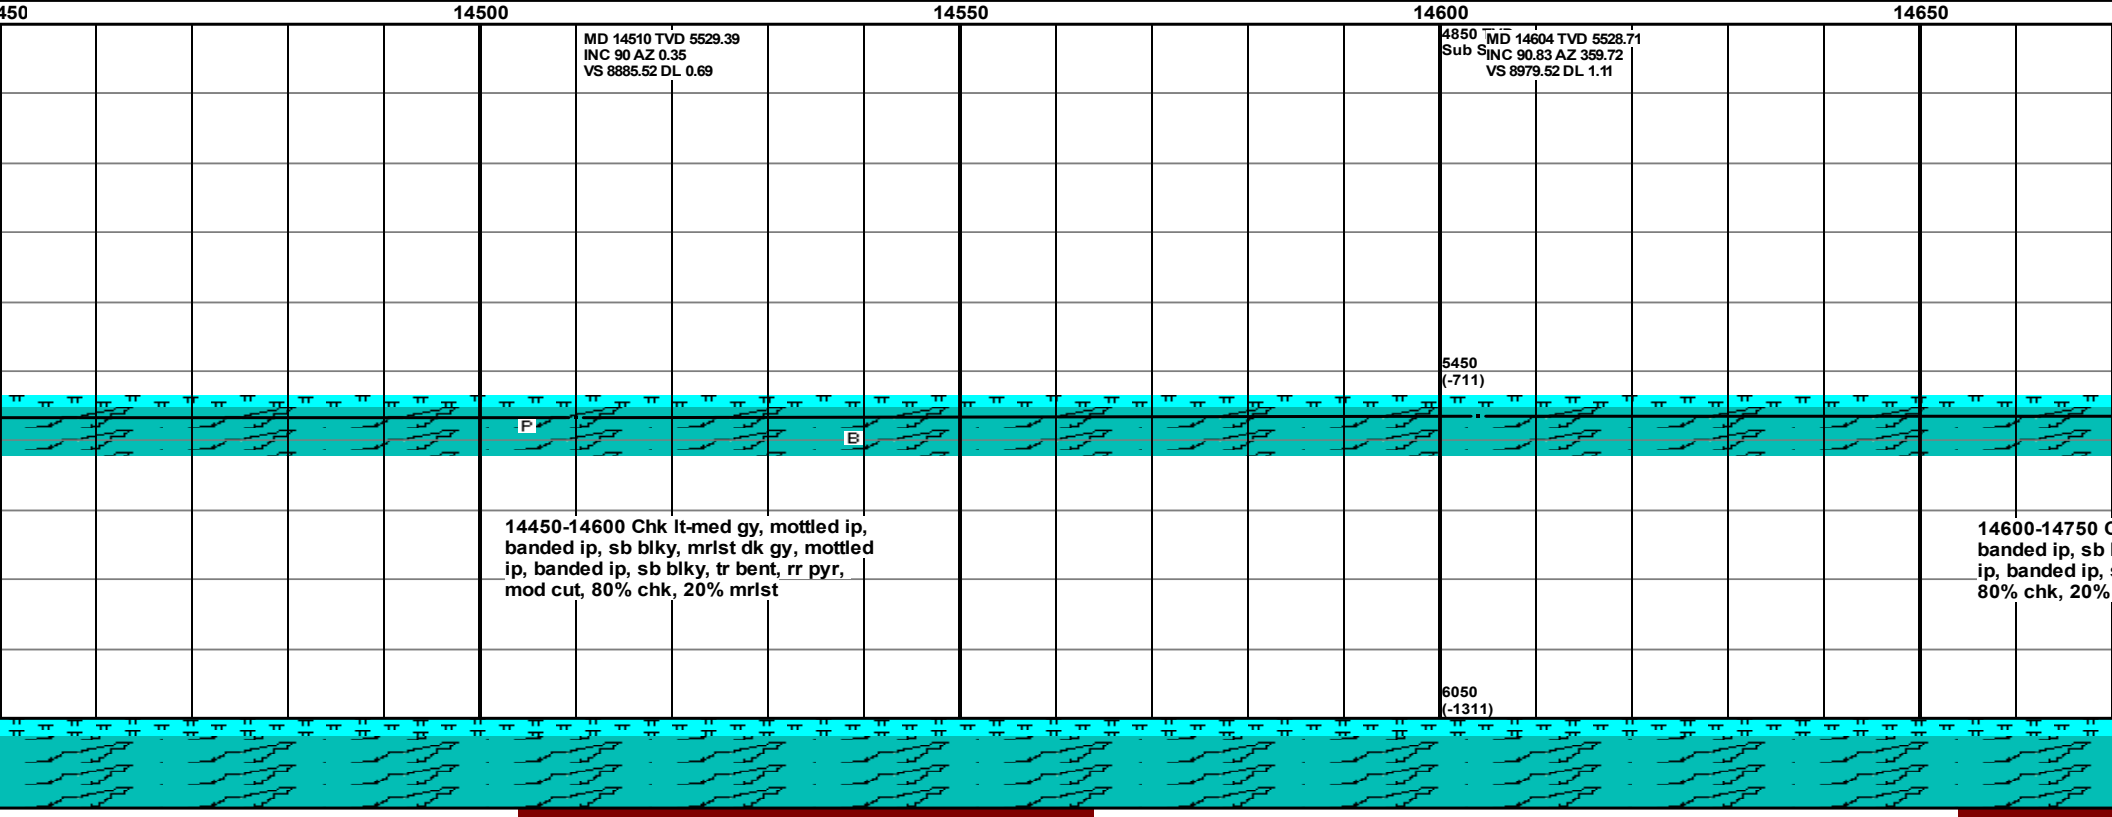 450 14500 14550 14600 14650
MD 14510 TVD 5529.39
INC 90 AZ 0.35
VS 8885.52 DL 0.69
4850
Sub
MD 14604 TVD 5528.71
INC 90.83 AZ 359.72
VS 8979.52 DL 1.11
5450
(-711)
P
B
14450-14600 Chk lt-med gy, mottled ip,
banded ip, sb blky, mrlst dk gy, mottled
ip, banded ip, sb blky, tr bent, rr pyr,
mod cut, 80% chk, 20% mrlst
14600-14750 C
banded ip, sb
ip, banded ip,
80% chk, 20%
6050
(-1311)